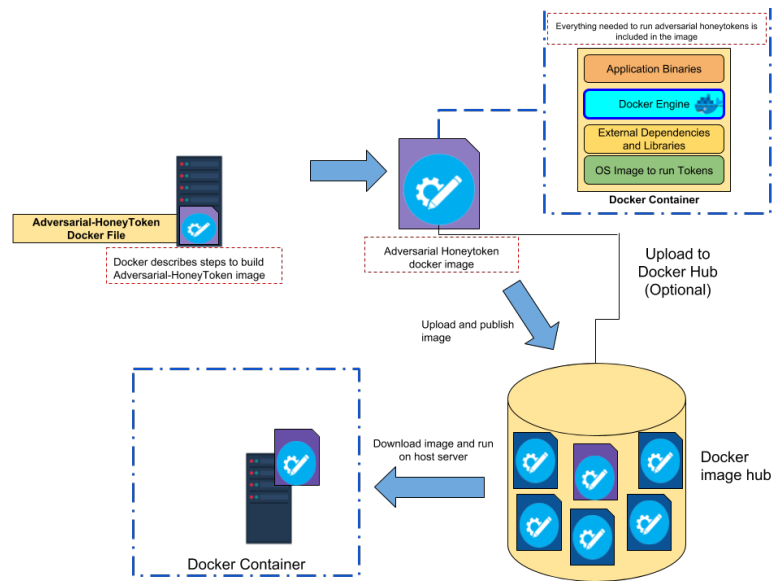 Everything needed to run adversarial honeytokens is
included in the image
Application Binaries
Docker Engine
External Dependencies
and Libraries
OS Image to run Tokens
Docker Container
Adversarial-HoneyToken
Docker File
Docker describes steps to build
Adversarial-HoneyToken image
Adversarial Honeytoken
docker image
Upload to
Docker Hub
(Optional)
Upload and publish
image
Download image and run
on host server
Docker
image hub
Docker Container